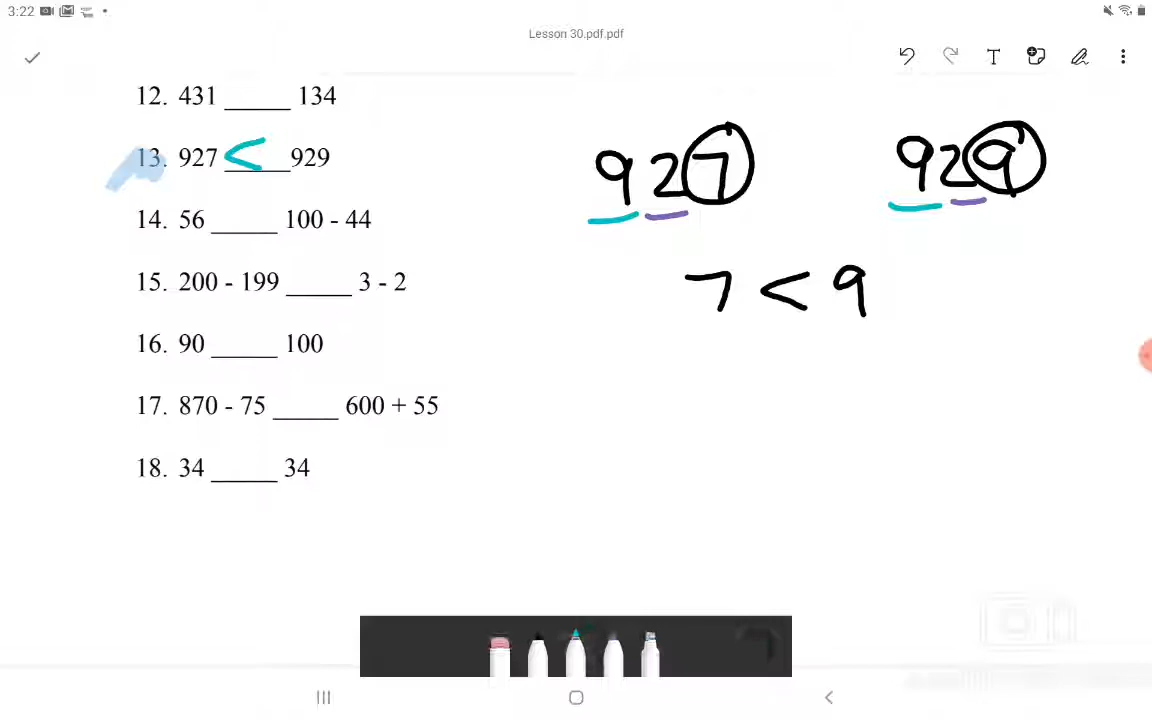 3:22
Lesson 30.pdf.pdf
T
12. 431 _____ 134
13. 927 < 929
14. 56 _____ 100 - 44
15. 200 - 199 _____ 3 - 2
16. 90 _____ 100
17. 870 - 75 _____ 600 + 55
18. 34 _____ 34
927 929
7 < 9